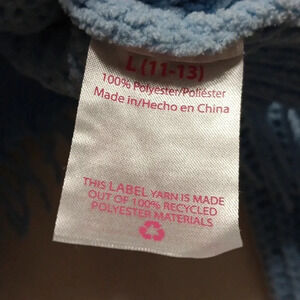 L (11-13)
100% Polyester/Poliéster
Made in/Hecho en China
THIS LABEL YARN IS MADE
OUT OF 100% RECYCLED
POLYESTER MATERIALS